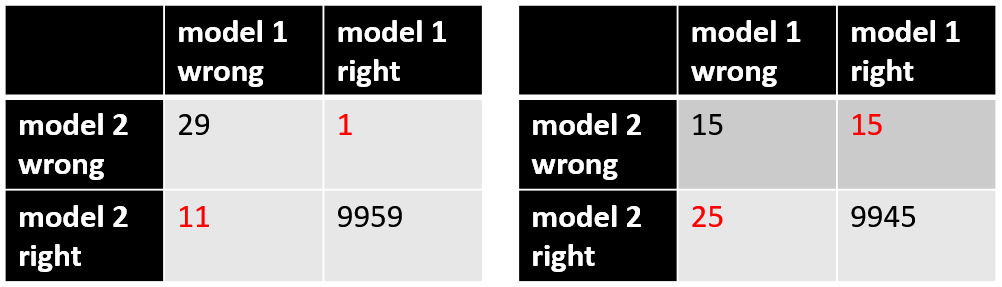 model 1 wrong
model 1 right
model 2 wrong
29
1
model 2 right
11
9959
model 1 wrong
model 1 right
model 2 wrong
15
15
model 2 right
25
9945